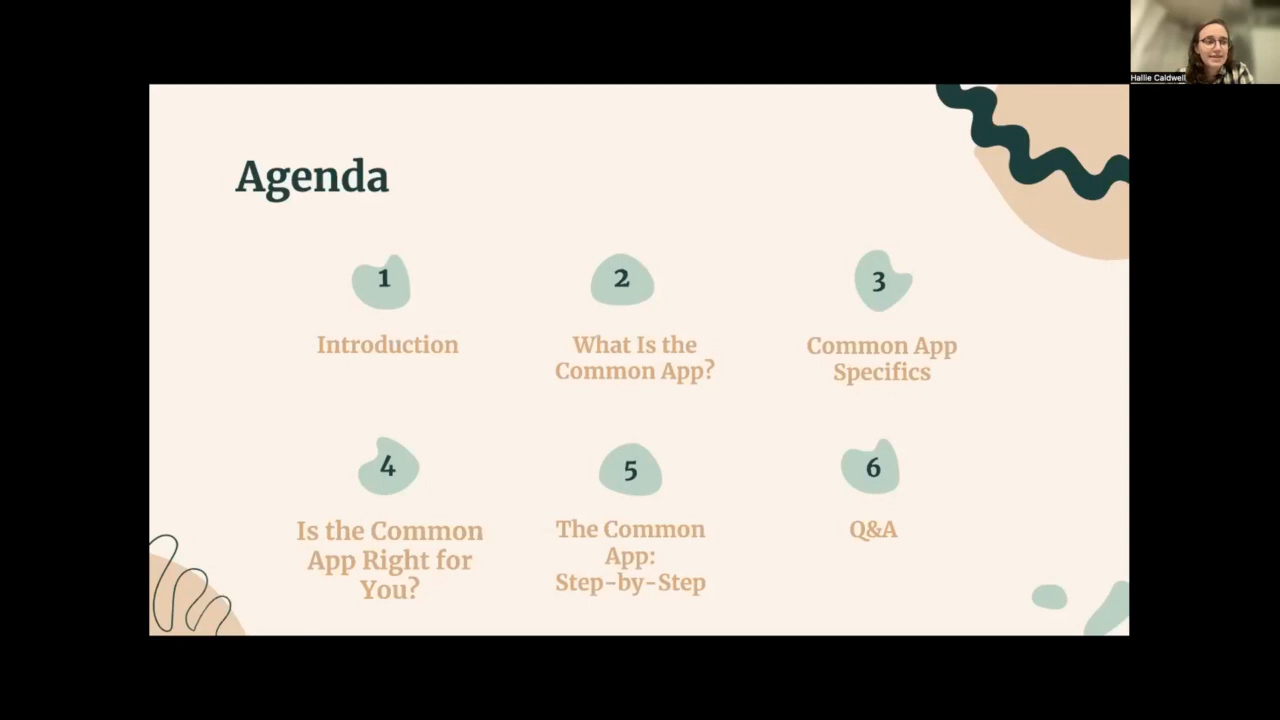 Hallie Caldwell
Agenda
1
2
3
Introduction
What Is the
Common App?
Common App
Specifics
4
5
6
Is the Common
App Right for
You?
The Common
App:
Step-by-Step
Q&A